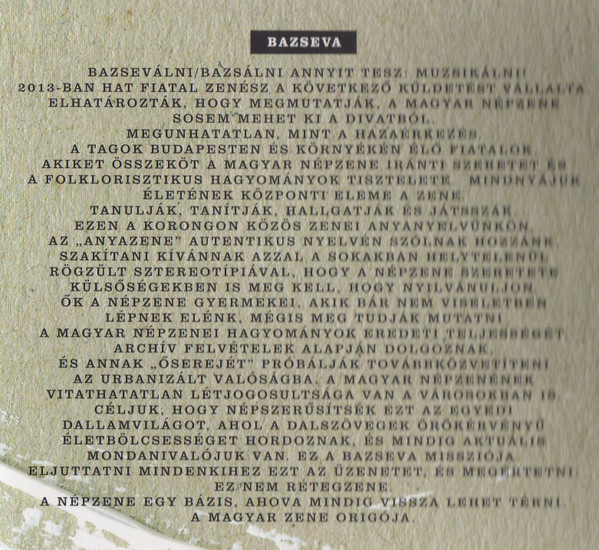 BAZSEVA
BAZSEVÁLNI/BAZSÁLNI ANNYIT TESZ: MUZSIKÁLNI!
2013-BAN HAT FIATAL ZENÉSZ A KÖVETKEZŐ KÜLDETÉST VÁLLALTA.
ELHATÁROZTÁK, HOGY MEGMUTATJÁK, A MAGYAR NÉPZENE
SOSEM MEHET KI A DIVATBÓL.
MEGUNHATATLAN, MINT A HAZAÉRKEZÉS.
A TAGOK BUDAPESTEN ÉS KÖRNYÉKÉN ÉLŐ FIATALOK,
AKIKET ÖSSZEKÖT A MAGYAR NÉPZENE IRÁNTI SZERETET ÉS
A FOLKLORISZTIKUS HAGYOMÁNYOK TISZTELETE. MINDNYÁJUK
ÉLETÉNEK KÖZPONTI ELEME A ZENE.
TANULJÁK, TANÍTJÁK, HALLGATJÁK ÉS JÁTSSZÁK.
EZEN A KORONGON KÖZÖS ZENEI ANYANYELVÜNKÖN,
AZ „ANYAZENE" AUTENTIKUS NYELVÉN SZÓLNAK HOZZÁNK.
SZAKÍTANI KÍVÁNNAK AZZAL A SOKAKBAN HELYTELENÜL
RÖGZÜLT SZTEREOTÍPIÁVAL, HOGY A NÉPZENE SZERETETE
KÜLSŐSÉGEKBEN IS MEG KELL, HOGY NYILVÁNULJON.
ŐK A NÉPZENE GYERMEKEI, AKIK BÁR NEM VISELETBEN
LÉPNEK ELÉNK, MÉGIS MEG TUDJÁK MUTATNI
A MAGYAR NÉPZENEI HAGYOMÁNYOK EREDETI TELJESSÉGÉT.
ARCHÍV FELVÉTELEK ALAPJÁN DOLGOZNAK,
ÉS ANNAK „ŐSEREJÉT" PRÓBÁLJÁK TOVÁBBKÖZVETÍTENI
AZ URBANIZÁLT VALÓSÁGBA. A MAGYAR NÉPZENÉNEK
VITATHATATLAN LÉTJOGOSULTSÁGA VAN A VÁROSOKBAN IS.
CÉLJUK, HOGY NÉPSZERŰSÍTSÉK EZT AZ EGYEDI
DALLAMVILÁGOT, AHOL A DALSZÖVEGEK ÖRÖKÉRVÉNYŰ
ÉLETBÖLCSESSÉGET HORDOZNAK, ÉS MINDIG AKTUÁLIS
MONDANIVALÓJUK VAN. EZ A BAZSEVA MISSZIÓJA.
ELJUTTATNI MINDENKIHEZ EZT AZ ÜZENETET, ÉS MEGÉRTETNI:
EZ NEM RÉTEGZENE.
A NÉPZENE EGY BÁZIS, AHOVA MINDIG VISSZA LEHET TÉRNI.
A MAGYAR ZENE ORIGÓJA.